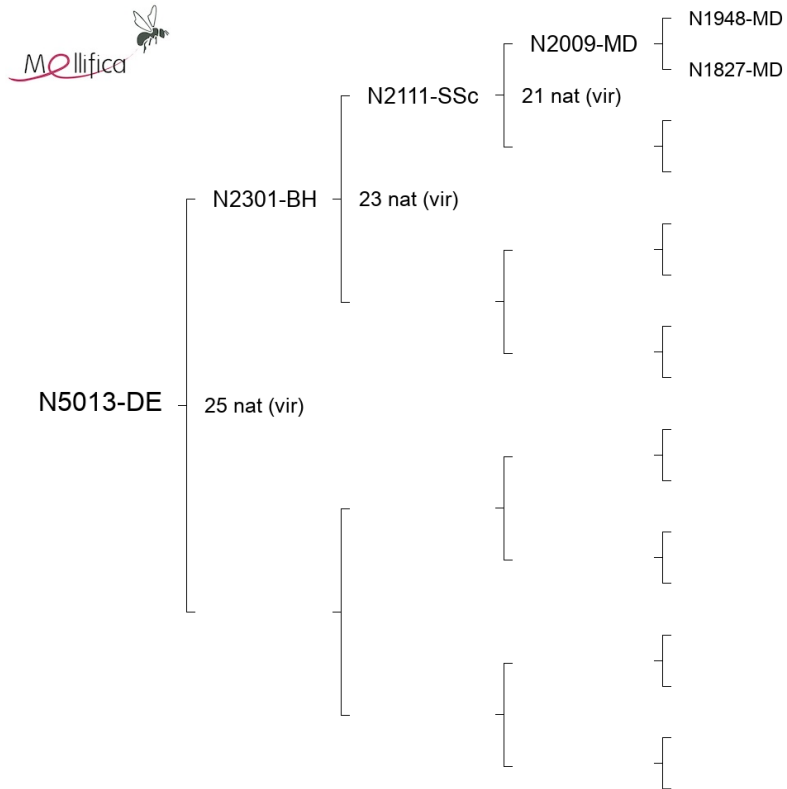 Mellifica
N1948-MD
N2009-MD
N1827-MD
N2111-SSc
21 nat (vir)
N2301-BH
23 nat (vir)
N5013-DE
25 nat (vir)